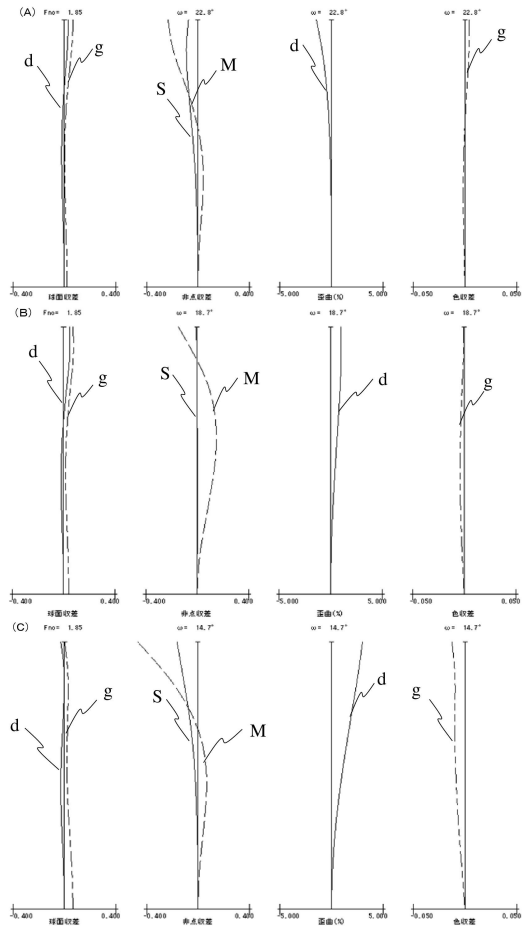 (A) Fno= 1.85 ω= 22.8° ω= 22.8° ω= 22.8°
d g S M d g
-0.400 0.400 -0.400 0.400 -5.000 5.000 -0.050 0.050
球面収差 非点収差 歪曲(%) 色収差
(B) Fno= 1.85 ω= 18.7° ω= 18.7° ω= 18.7°
d g S M d g
-0.400 0.400 -0.400 0.400 -5.000 5.000 -0.050 0.050
球面収差 非点収差 歪曲(%) 色収差
(C) Fno= 1.85 ω= 14.7° ω= 14.7° ω= 14.7°
d g S M d g
-0.400 0.400 -0.400 0.400 -5.000 5.000 -0.050 0.050
球面収差 非点収差 歪曲(%) 色収差